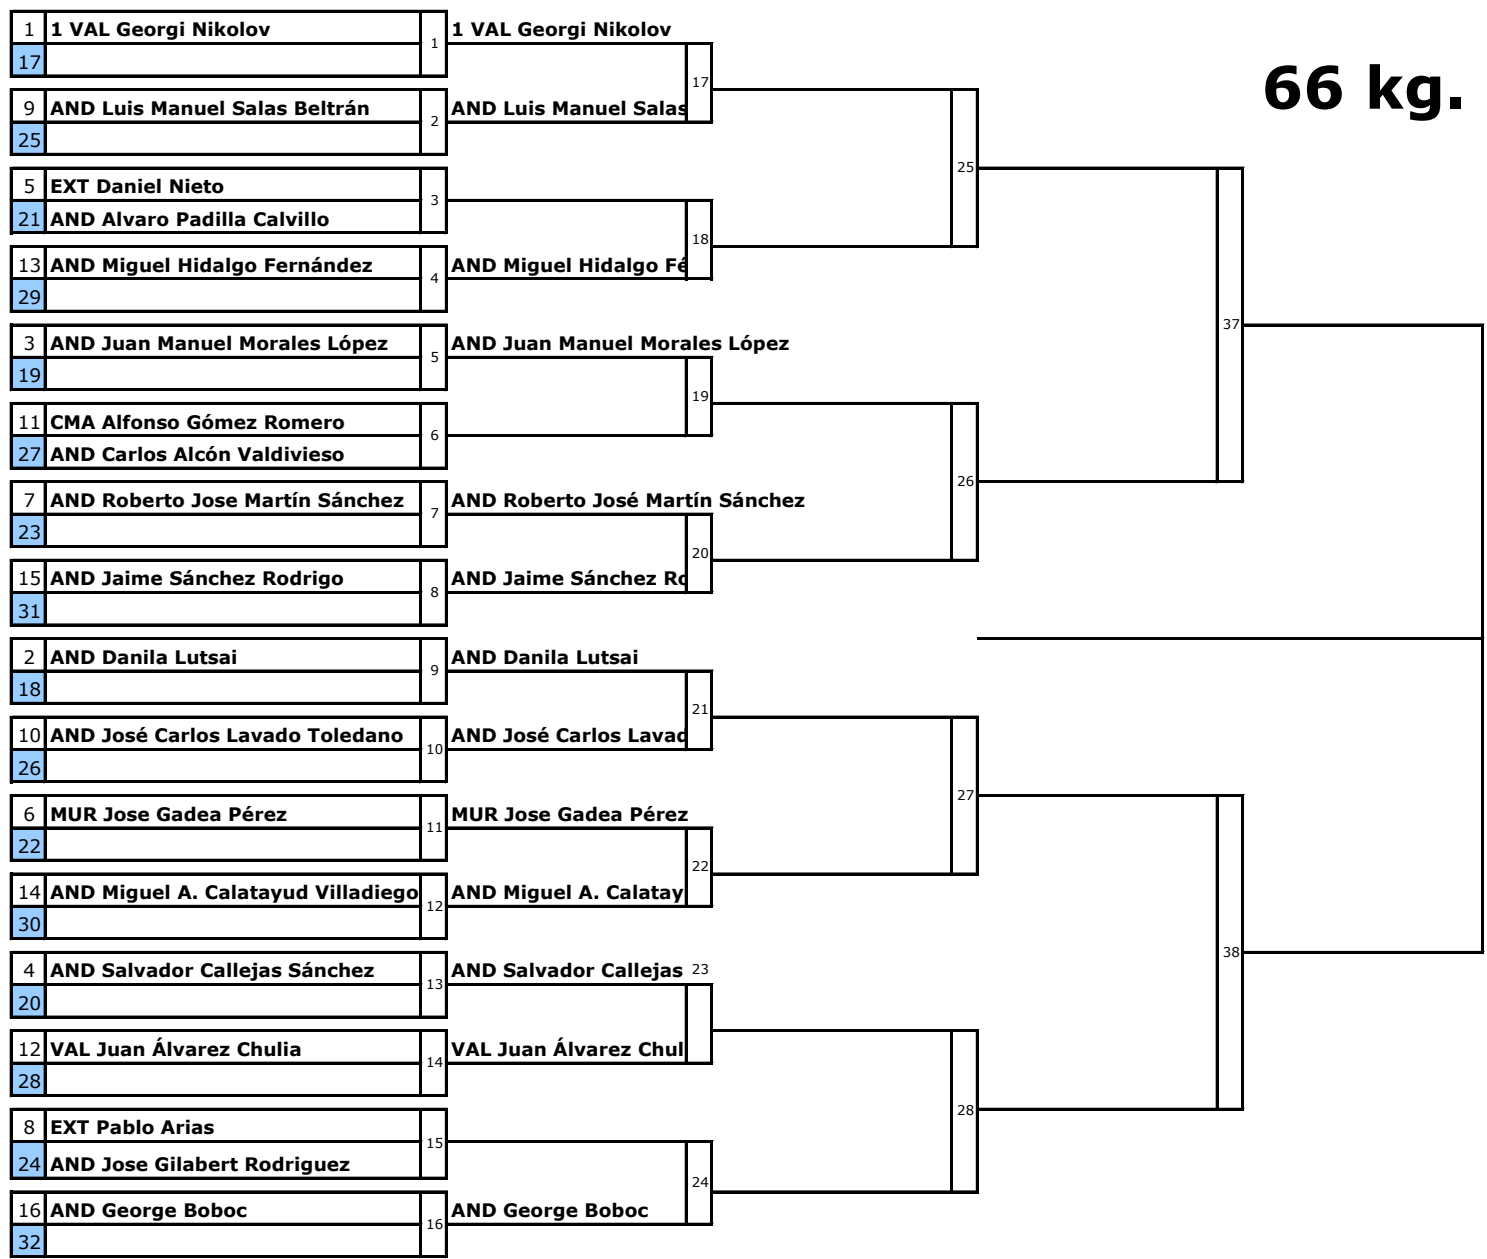 66 kg.
1 1 VAL Georgi Nikolov 1 1 VAL Georgi Nikolov
17
17
9 AND Luis Manuel Salas Beltrán 2 AND Luis Manuel Salas
25
25
5 EXT Daniel Nieto 3
21 AND Alvaro Padilla Calvillo
18
13 AND Miguel Hidalgo Fernández 4 AND Miguel Hidalgo Fé
29
37
3 AND Juan Manuel Morales López 5 AND Juan Manuel Morales López
19
19
11 CMA Alfonso Gómez Romero 6
27 AND Carlos Alcón Valdivieso
26
7 AND Roberto Jose Martín Sánchez 7 AND Roberto José Martín Sánchez
23
20
15 AND Jaime Sánchez Rodrigo 8 AND Jaime Sánchez Ro
31
2 AND Danila Lutsai 9 AND Danila Lutsai
18
21
10 AND José Carlos Lavado Toledano 10 AND José Carlos Lavad
26
27
6 MUR Jose Gadea Pérez 11 MUR Jose Gadea Pérez
22
22
14 AND Miguel A. Calatayud Villadiego 12 AND Miguel A. Calatay
30
38
4 AND Salvador Callejas Sánchez 13 AND Salvador Callejas 23
20
12 VAL Juan Álvarez Chulia 14 VAL Juan Álvarez Chul
28
28
8 EXT Pablo Arias 15
24 AND Jose Gilabert Rodriguez
24
16 AND George Boboc 16 AND George Boboc
32